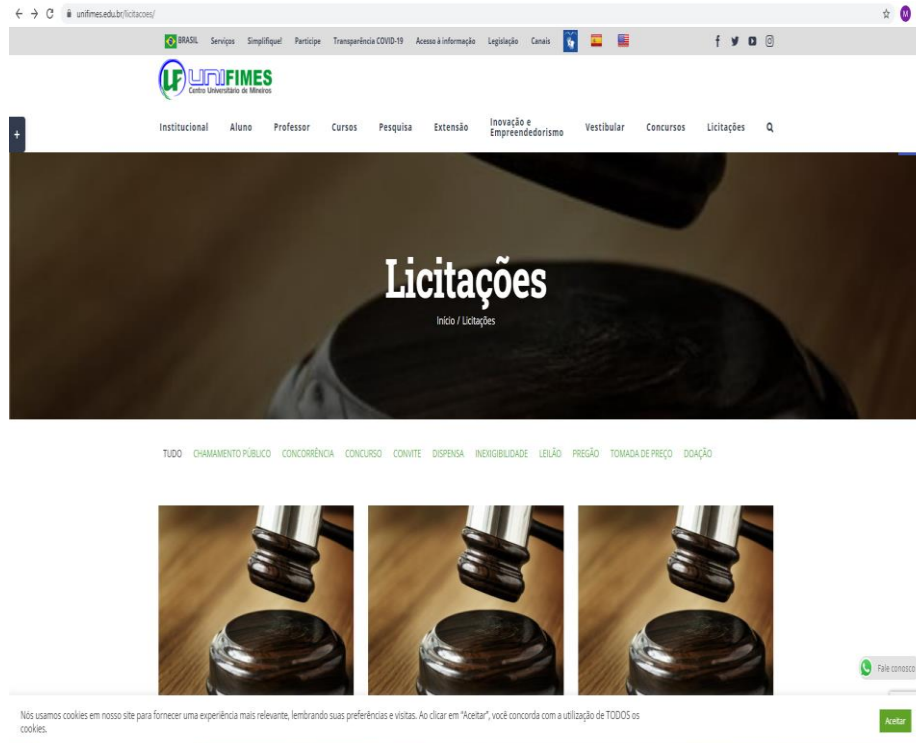 unifimes.edu.br/licitacoes/
M
BRASIL Serviços Simplifique! Participe Transparência COVID-19 Acesso à informação Legislação Canais
UF UNIFIMES
Centro Universitário de Mineiros
Institucional Aluno Professor Cursos Pesquisa Extensão Inovação e Empreendedorismo Vestibular Concursos Licitações
+
Licitações
Início / Licitações
TUDO CHAMAMENTO PÚBLICO CONCORRÊNCIA CONCURSO CONVITE DISPENSA INEXIGIBILIDADE LEILÃO PREGÃO TOMADA DE PREÇO DOAÇÃO
Fale conosco
Nós usamos cookies em nosso site para fornecer uma experiência mais relevante, lembrando suas preferências e visitas. Ao clicar em “Aceitar”, você concorda com a utilização de TODOS os
cookies.
Aceitar